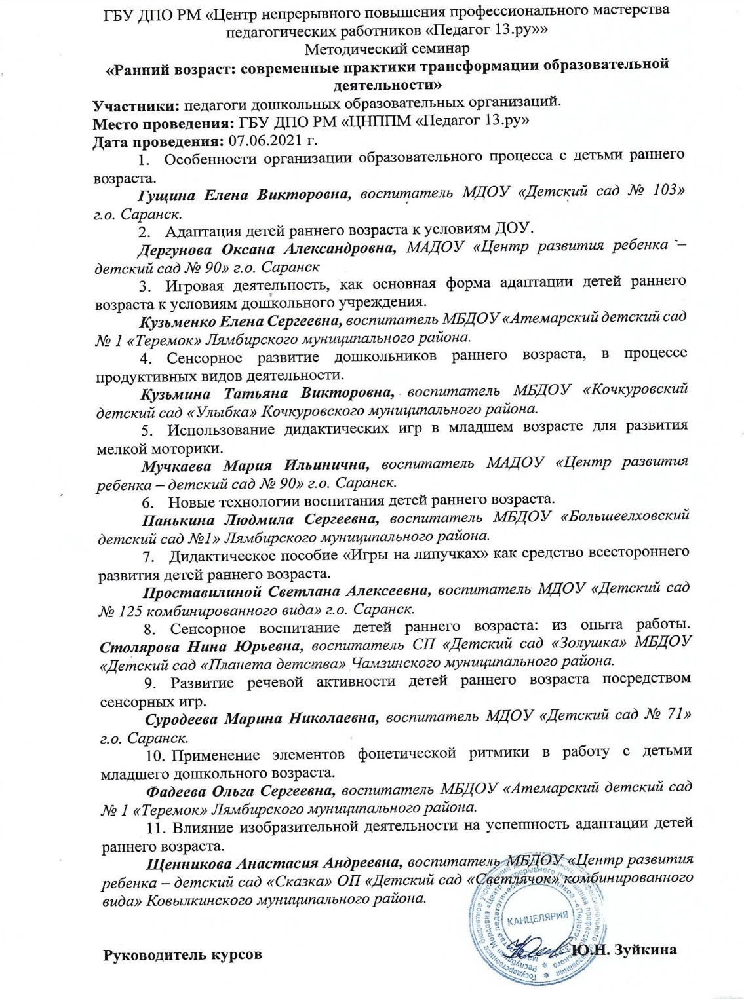 ГБУ ДПО РМ «Центр непрерывного повышения профессионального мастерства
педагогических работников «Педагог 13.ру»»
Методический семинар
«Ранний возраст: современные практики трансформации образовательной
деятельности»
Участники: педагоги дошкольных образовательных организаций.
Место проведения: ГБУ ДПО РМ «ЦНППМ «Педагог 13.ру»
Дата проведения: 07.06.2021 г.
1. Особенности организации образовательного процесса с детьми раннего
возраста.
Гущина Елена Викторовна, воспитатель МДОУ «Детский сад № 103»
г.о. Саранск.
2. Адаптация детей раннего возраста к условиям ДОУ.
Дергунова Оксана Александровна, МАДОУ «Центр развития ребенка –
детский сад № 90» г.о. Саранск
3. Игровая деятельность, как основная форма адаптации детей раннего
возраста к условиям дошкольного учреждения.
Кузьменко Елена Сергеевна, воспитатель МБДОУ «Атемарский детский сад
№ 1 «Теремок» Лямбирского муниципального района.
4. Сенсорное развитие дошкольников раннего возраста, в процессе
продуктивных видов деятельности.
Кузьмина Татьяна Викторовна, воспитатель МБДОУ «Кочкуровский
детский сад «Улыбка» Кочкуровского муниципального района.
5. Использование дидактических игр в младшем возрасте для развития
мелкой моторики.
Мучкаева Мария Ильинична, воспитатель МАДОУ «Центр развития
ребенка – детский сад № 90» г.о. Саранск.
6. Новые технологии воспитания детей раннего возраста.
Панькина Людмила Сергеевна, воспитатель МБДОУ «Большеелховский
детский сад №1» Лямбирского муниципального района.
7. Дидактическое пособие «Игры на липучках» как средство всестороннего
развития детей раннего возраста.
Проставилиной Светлана Алексеевна, воспитатель МДОУ «Детский сад
№ 125 комбинированного вида» г.о. Саранск.
8. Сенсорное воспитание детей раннего возраста: из опыта работы.
Столярова Нина Юрьевна, воспитатель СП «Детский сад «Золушка» МБДОУ
«Детский сад «Планета детства» Чамзинского муниципального района.
9. Развитие речевой активности детей раннего возраста посредством
сенсорных игр.
Суродеева Марина Николаевна, воспитатель МДОУ «Детский сад № 71»
г.о. Саранск.
10. Применение элементов фонетической ритмики в работу с детьми
младшего дошкольного возраста.
Фадеева Ольга Сергеевна, воспитатель МБДОУ «Атемарский детский сад
№ 1 «Теремок» Лямбирского муниципального района.
11. Влияние изобразительной деятельности на успешность адаптации детей
раннего возраста.
Щенникова Анастасия Андреевна, воспитатель МБДОУ «Центр развития
ребенка – детский сад «Сказка» ОП «Детский сад «Светлячок» комбинированного
вида» Ковылкинского муниципального района.
КАНЦЕЛЯРИЯ
Руководитель курсов Ю.Н. Зуйкина